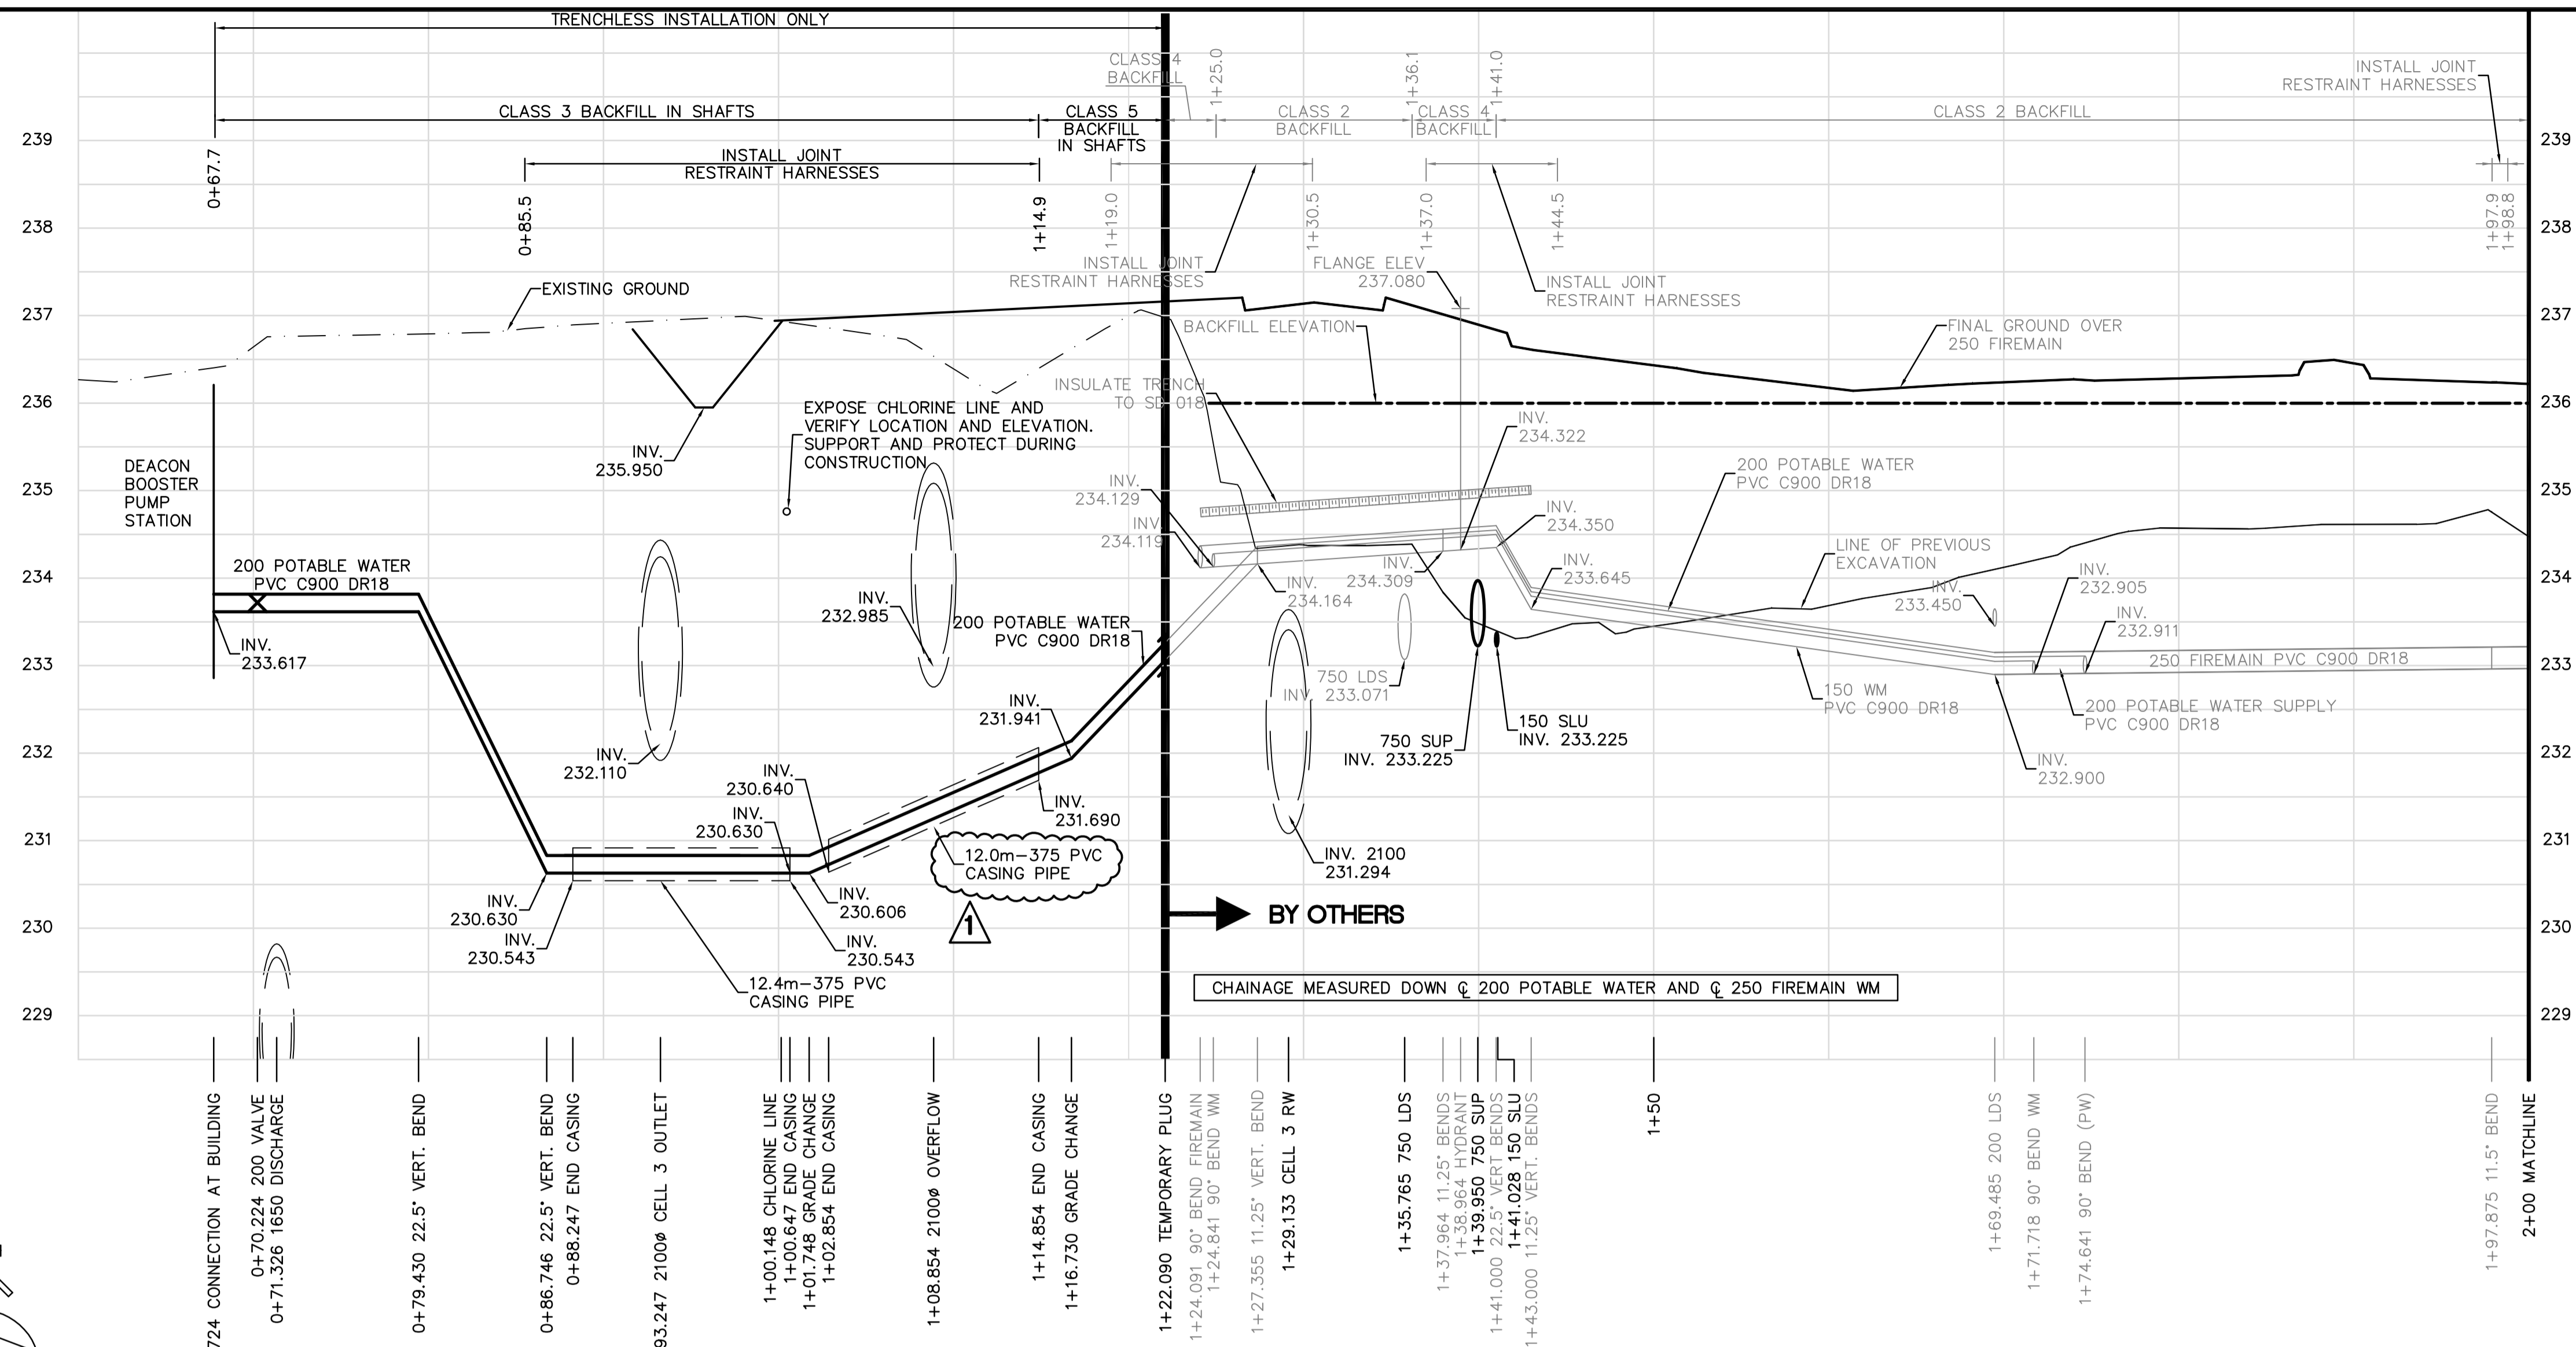 TRENCHLESS INSTALLATION ONLY
CLASS 4
BACKFILL
1+25.0
1+36.1
1+41.0
INSTALL JOINT
RESTRAINT HARNESSES
CLASS 3 BACKFILL IN SHAFTS
CLASS 5
BACKFILL
IN SHAFTS
CLASS 2
BACKFILL
CLASS 4
BACKFILL
CLASS 2 BACKFILL
239
239
INSTALL JOINT
RESTRAINT HARNESSES
0+67.7
0+85.5
1+14.9
1+19.0
1+30.5
1+37.0
1+44.5
1+97.9
1+98.8
238
238
INSTALL JOINT
RESTRAINT HARNESSES
FLANGE ELEV
237.080
INSTALL JOINT
RESTRAINT HARNESSES
EXISTING GROUND
237
237
BACKFILL ELEVATION
FINAL GROUND OVER
250 FIREMAIN
INSULATE TRENCH
TO SD-018
236
236
EXPOSE CHLORINE LINE AND
VERIFY LOCATION AND ELEVATION.
SUPPORT AND PROTECT DURING
CONSTRUCTION
INV.
235.950
INV.
234.322
DEACON
BOOSTER
PUMP
STATION
INV.
234.129
200 POTABLE WATER
PVC C900 DR18
235
235
INV.
234.119
INV.
234.350
LINE OF PREVIOUS
EXCAVATION
200 POTABLE WATER
PVC C900 DR18
INV.
234.309
INV.
233.645
INV.
232.905
234
234
INV.
232.985
INV.
234.164
INV.
233.450
INV.
232.911
200 POTABLE WATER
PVC C900 DR18
INV.
233.617
250 FIREMAIN PVC C900 DR18
233
233
750 LDS
INV. 233.071
150 WM
PVC C900 DR18
200 POTABLE WATER SUPPLY
PVC C900 DR18
INV.
231.941
150 SLU
INV. 233.225
750 SUP
INV. 233.225
232
232
INV.
232.110
INV.
230.640
INV.
232.900
INV.
230.630
INV.
231.690
231
231
12.0m-375 PVC
CASING PIPE
INV. 2100
231.294
INV.
230.630
INV.
230.606
1
BY OTHERS
230
230
INV.
230.543
INV.
230.543
12.4m-375 PVC
CASING PIPE
CHAINAGE MEASURED DOWN ℄ 200 POTABLE WATER AND ℄ 250 FIREMAIN WM
229
229
724 CONNECTION AT BUILDING
0+70.224 200 VALVE
0+71.326 1650 DISCHARGE
0+79.430 22.5° VERT. BEND
0+86.746 22.5° VERT. BEND
0+88.247 END CASING
93.247 2100ø CELL 3 OUTLET
1+00.148 CHLORINE LINE
1+00.647 END CASING
1+01.748 GRADE CHANGE
1+02.854 END CASING
1+08.854 2100ø OVERFLOW
1+14.854 END CASING
1+16.730 GRADE CHANGE
1+22.090 TEMPORARY PLUG
1+24.091 90° BEND FIREMAIN
1+24.841 90° BEND WM
1+27.355 11.25° VERT. BEND
1+29.133 CELL 3 RW
1+35.765 750 LDS
1+37.964 11.25° BENDS
1+38.964 HYDRANT
1+39.950 750 SUP
1+41.000 22.5° VERT BENDS
1+41.028 150 SLU
1+43.000 11.25° VERT. BENDS
1+50
1+69.485 200 LDS
1+71.718 90° BEND WM
1+74.641 90° BEND (PW)
1+97.875 11.5° BEND
2+00 MATCHLINE